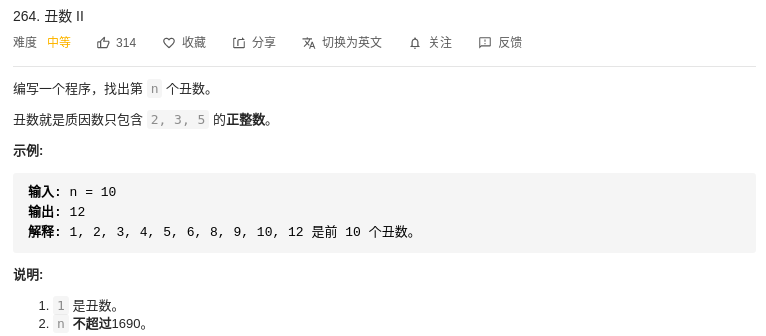 264. 丑数 II
难度 中等 314 收藏 分享 切换为英文 关注 反馈
编写一个程序，找出第 n 个丑数。
丑数就是质因数只包含 2, 3, 5 的正整数。
示例:
输入: n = 10
输出: 12
解释: 1, 2, 3, 4, 5, 6, 8, 9, 10, 12 是前 10 个丑数。
说明:
1. 1 是丑数。
2. n 不超过1690。